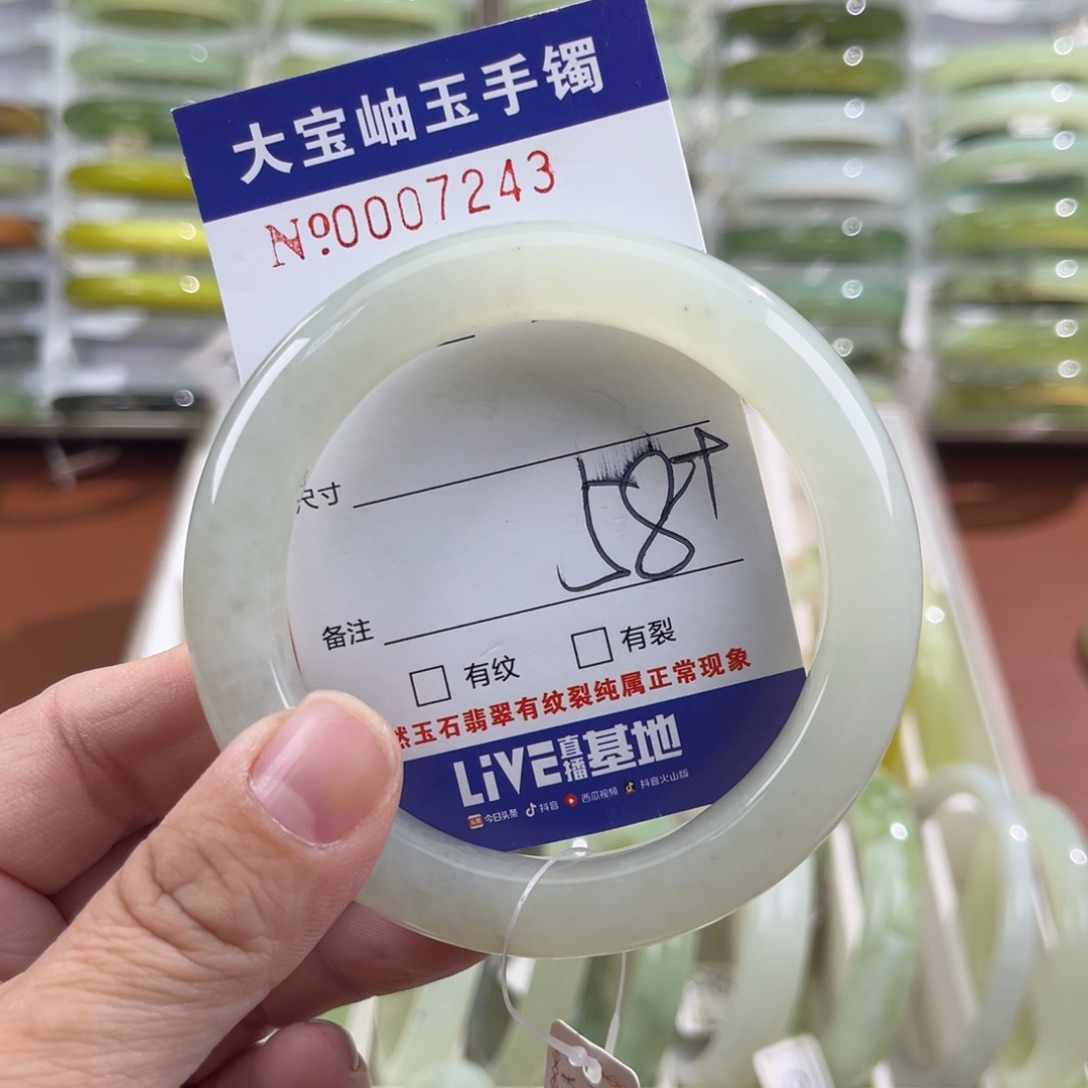 大宝岫玉手镯
Nº0007243
尺寸
58↑
备注
□ 有纹 □ 有裂
然玉石翡翠有纹裂纯属正常现象
LIVE直播基地
今日头条 抖音 西瓜视频 抖音火山版